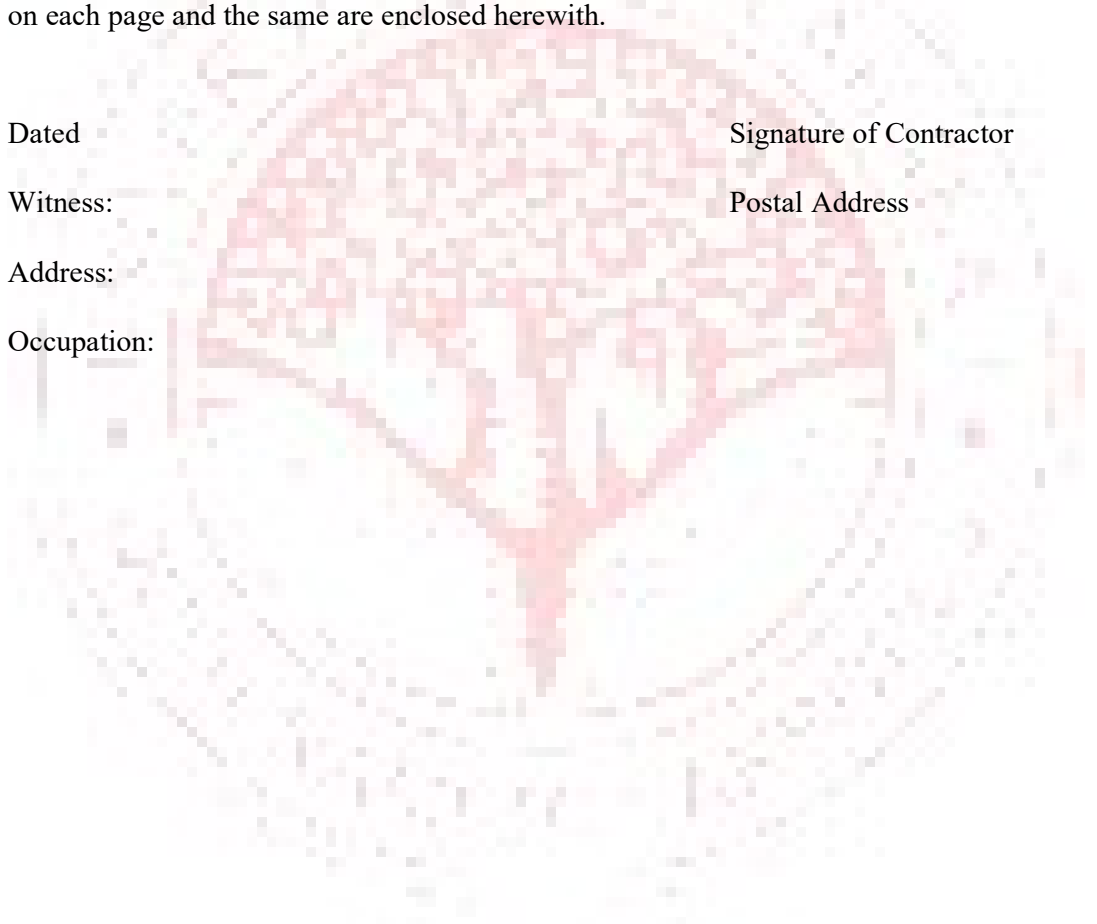 on each page and the same are enclosed herewith.
Dated Signature of Contractor
Witness: Postal Address
Address:
Occupation: